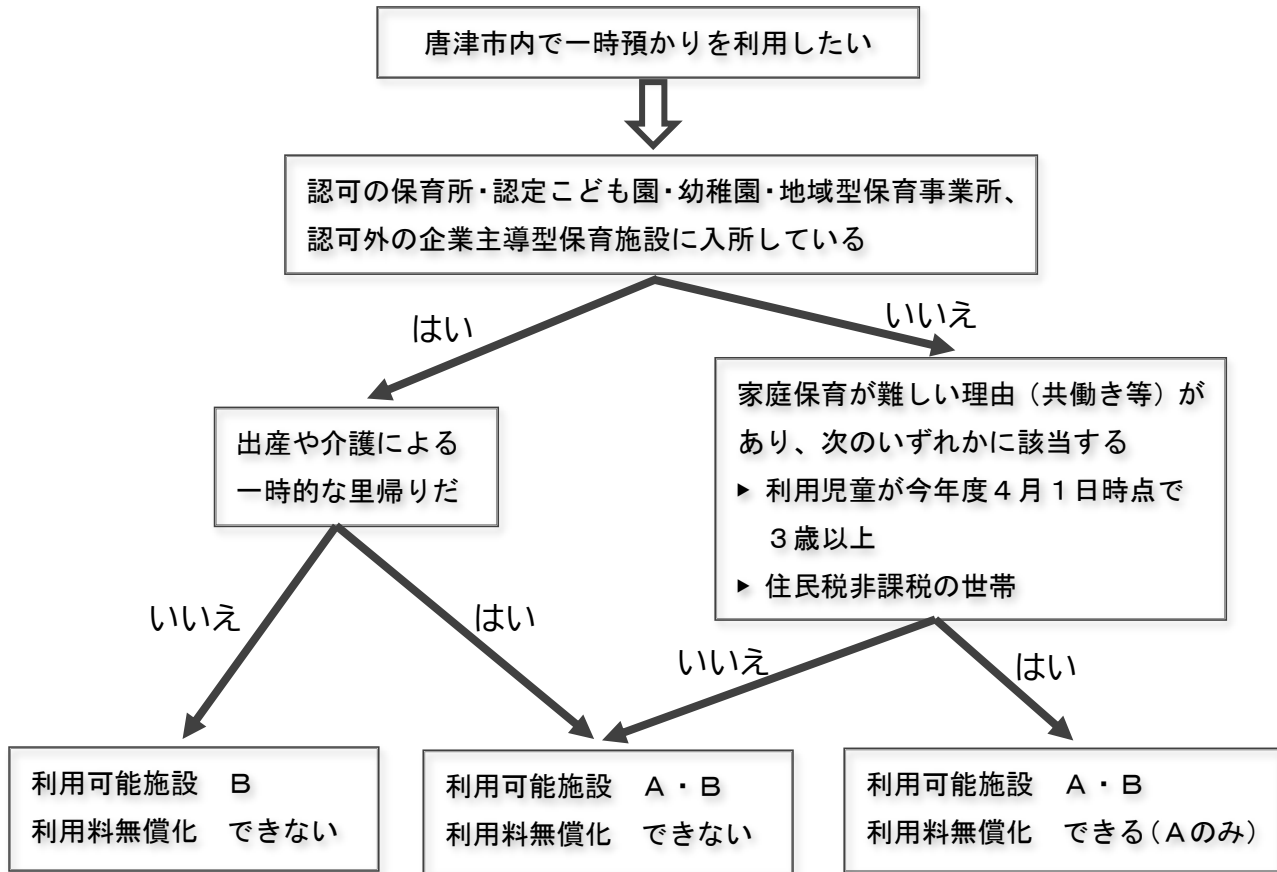 唐津市内で一時預かりを利用したい
認可の保育所・認定こども園・幼稚園・地域型保育事業所、
認可外の企業主導型保育施設に入所している
はい
いいえ
出産や介護による
一時的な里帰りだ
家庭保育が難しい理由（共働き等）が
あり、次のいずれかに該当する
▶ 利用児童が今年度４月１日時点で
３歳以上
▶ 住民税非課税の世帯
いいえ
はい
いいえ
はい
利用可能施設　Ｂ
利用料無償化　できない
利用可能施設　Ａ・Ｂ
利用料無償化　できない
利用可能施設　Ａ・Ｂ
利用料無償化　できる（Ａのみ）